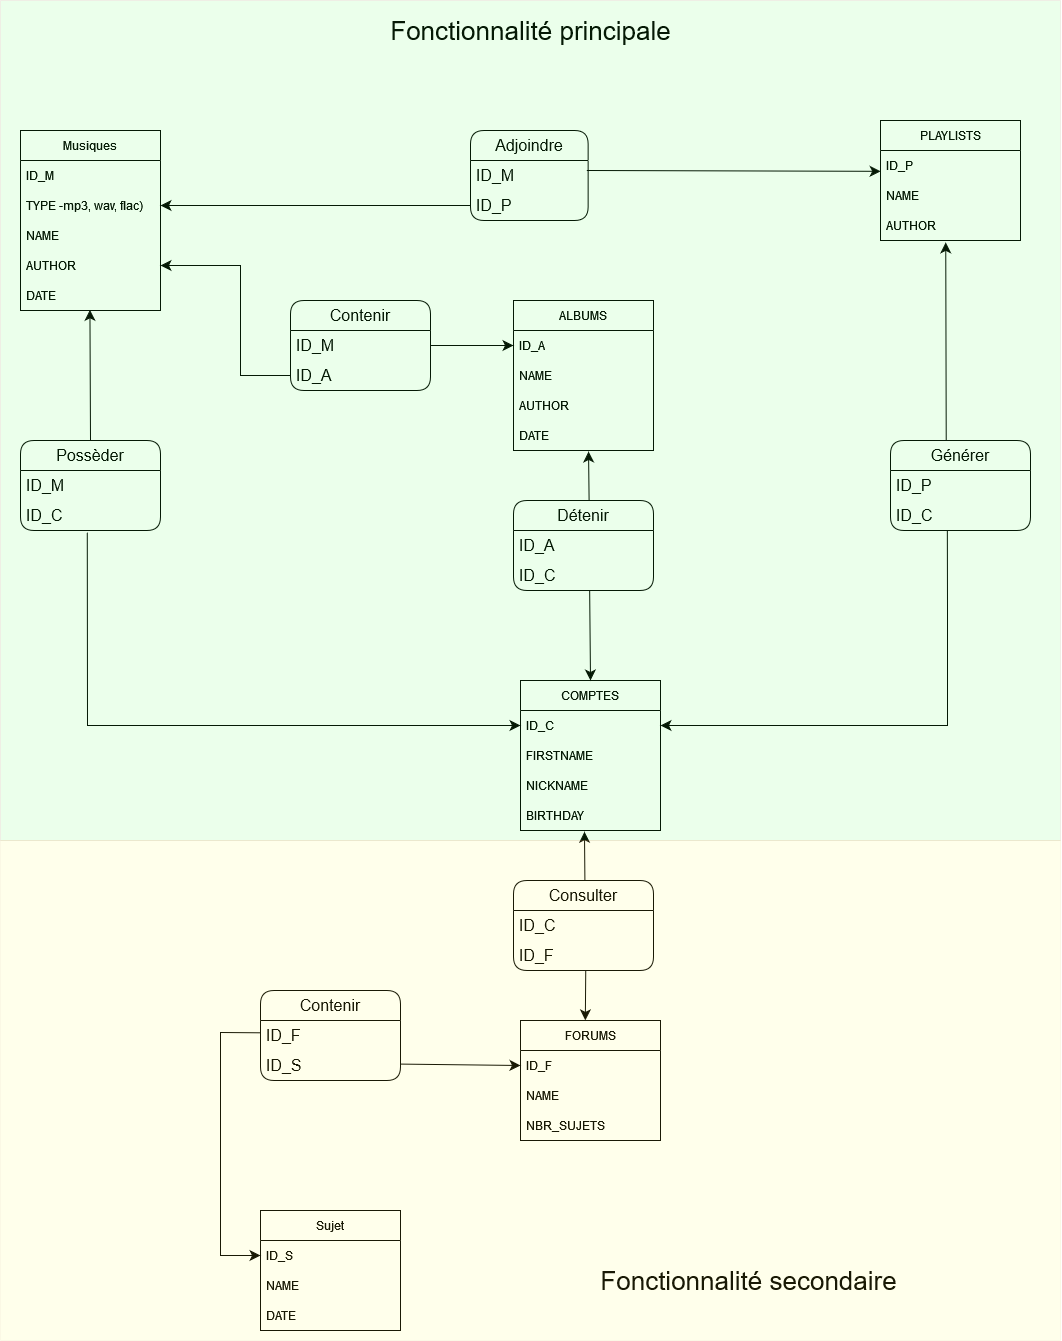 Fonctionnalité principale
Musiques
ID_M
TYPE -mp3, wav, flac)
NAME
AUTHOR
DATE
Adjoindre
ID_M
ID_P
PLAYLISTS
ID_P
NAME
AUTHOR
Contenir
ID_M
ID_A
ALBUMS
ID_A
NAME
AUTHOR
DATE
Possèder
ID_M
ID_C
Détenir
ID_A
ID_C
Générer
ID_P
ID_C
COMPTES
ID_C
FIRSTNAME
NICKNAME
BIRTHDAY
Consulter
ID_C
ID_F
Contenir
ID_F
ID_S
FORUMS
ID_F
NAME
NBR_SUJETS
Sujet
ID_S
NAME
DATE
Fonctionnalité secondaire